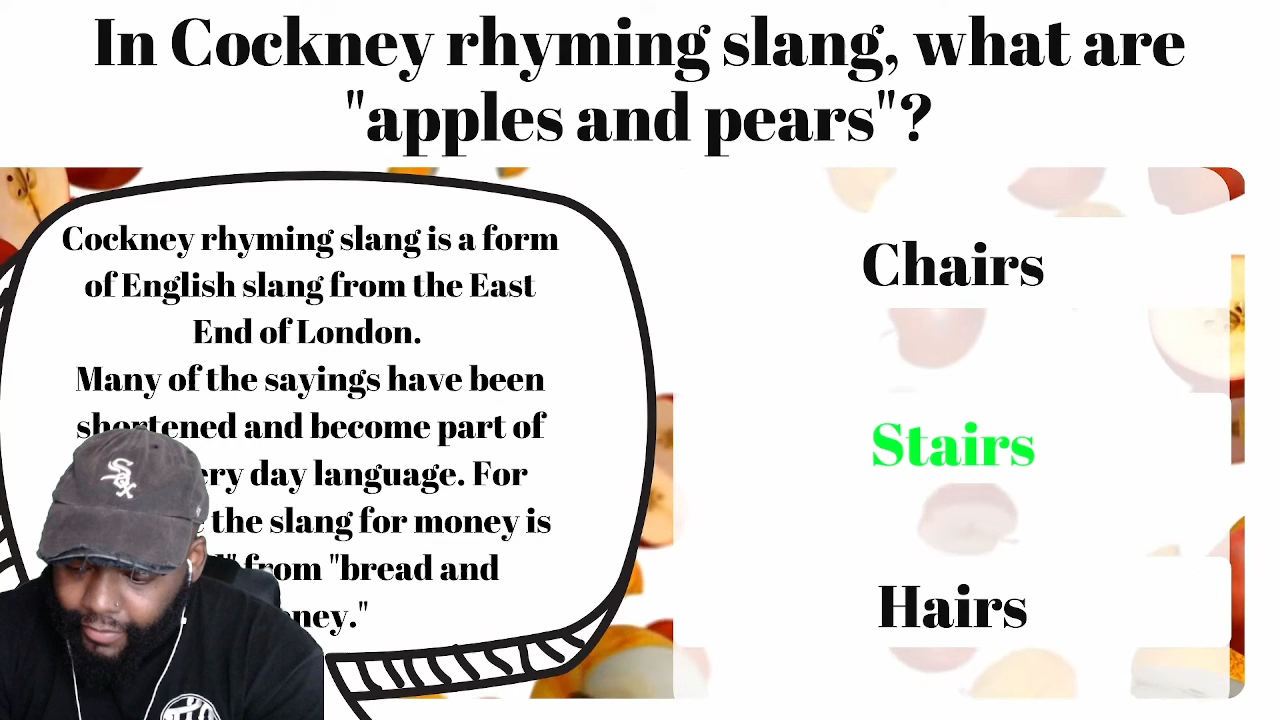 In Cockney rhyming slang, what are
"apples and pears"?
Cockney rhyming slang is a form
of English slang from the East
End of London.
Many of the sayings have been
shortened and become part of
day language. For
the slang for money is
from "bread and
Chairs
Stairs
Hairs
Sox